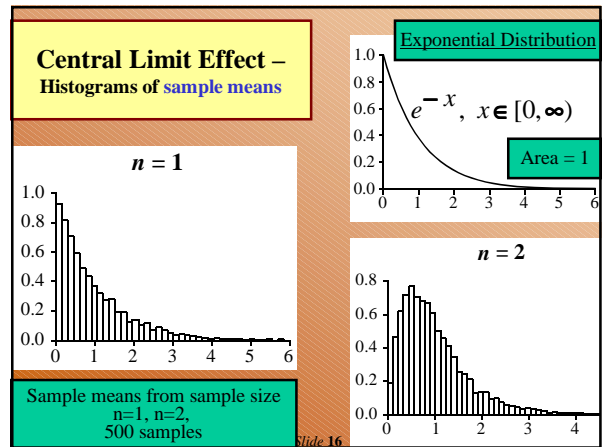 Central Limit Effect –
Histograms of sample means
Exponential Distribution
1.0
0.8
0.6
0.4
0.2
0.0
e^{-x}, x∈[0,∞)
Area = 1
0 1 2 3 4 5 6
n = 1
1.0
0.8
0.6
0.4
0.2
0.0
0 1 2 3 4 5 6
n = 2
0.8
0.6
0.4
0.2
0.0
0 1 2 3 4
Sample means from sample size
n=1, n=2,
500 samples
Slide 16